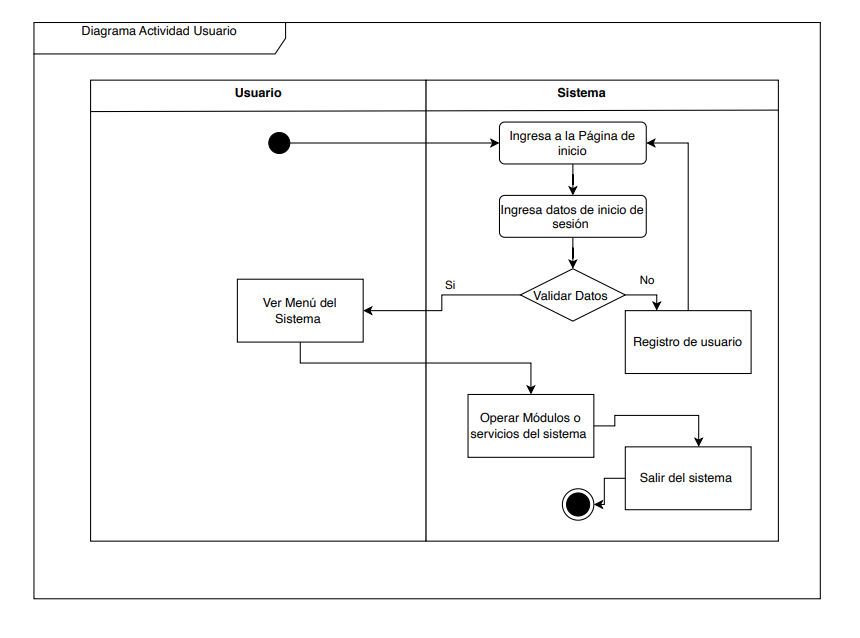 Diagrama Actividad Usuario
Usuario
Sistema
Ingresa a la Página de
inicio
Ingresa datos de inicio de
sesión
Si
Validar Datos
No
Ver Menú del
Sistema
Registro de usuario
Operar Módulos o
servicios del sistema
Salir del sistema